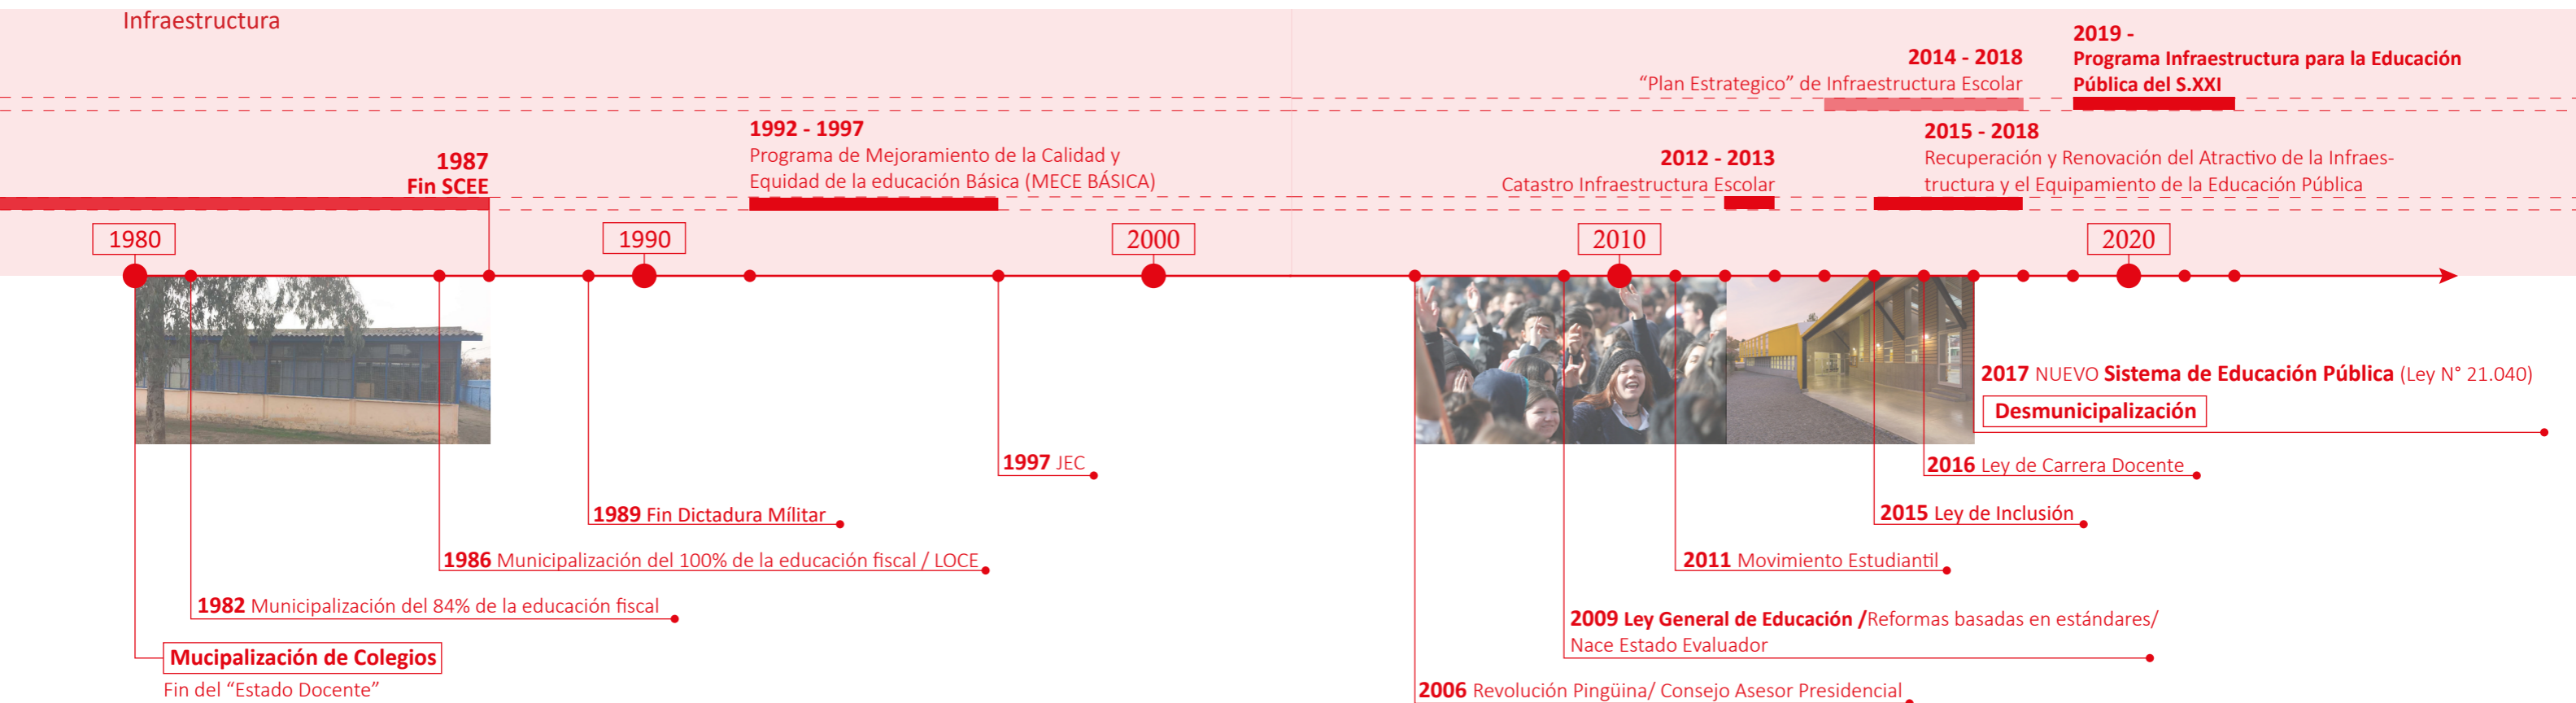 Infraestructura
2014 - 2018
“Plan Estrategico” de Infraestructura Escolar
2019 -
Programa Infraestructura para la Educación
Pública del S.XXI
1987
Fin SCEE
1992 - 1997
Programa de Mejoramiento de la Calidad y
Equidad de la educación Básica (MECE BÁSICA)
2012 - 2013
Catastro Infraestructura Escolar
2015 - 2018
Recuperación y Renovación del Atractivo de la Infraes-
tructura y el Equipamiento de la Educación Pública
1980
1990
2000
2010
2020
2017 NUEVO Sistema de Educación Pública (Ley N° 21.040)
Desmunicipalización
1997 JEC
2016 Ley de Carrera Docente
1989 Fin Dictadura Mílitar
2015 Ley de Inclusión
1986 Municipalización del 100% de la educación fiscal / LOCE
2011 Movimiento Estudiantil
1982 Municipalización del 84% de la educación fiscal
2009 Ley General de Educación /Reformas basadas en estándares/
Nace Estado Evaluador
Mucipalización de Colegios
Fin del “Estado Docente”
2006 Revolución Pingüina/ Consejo Asesor Presidencial